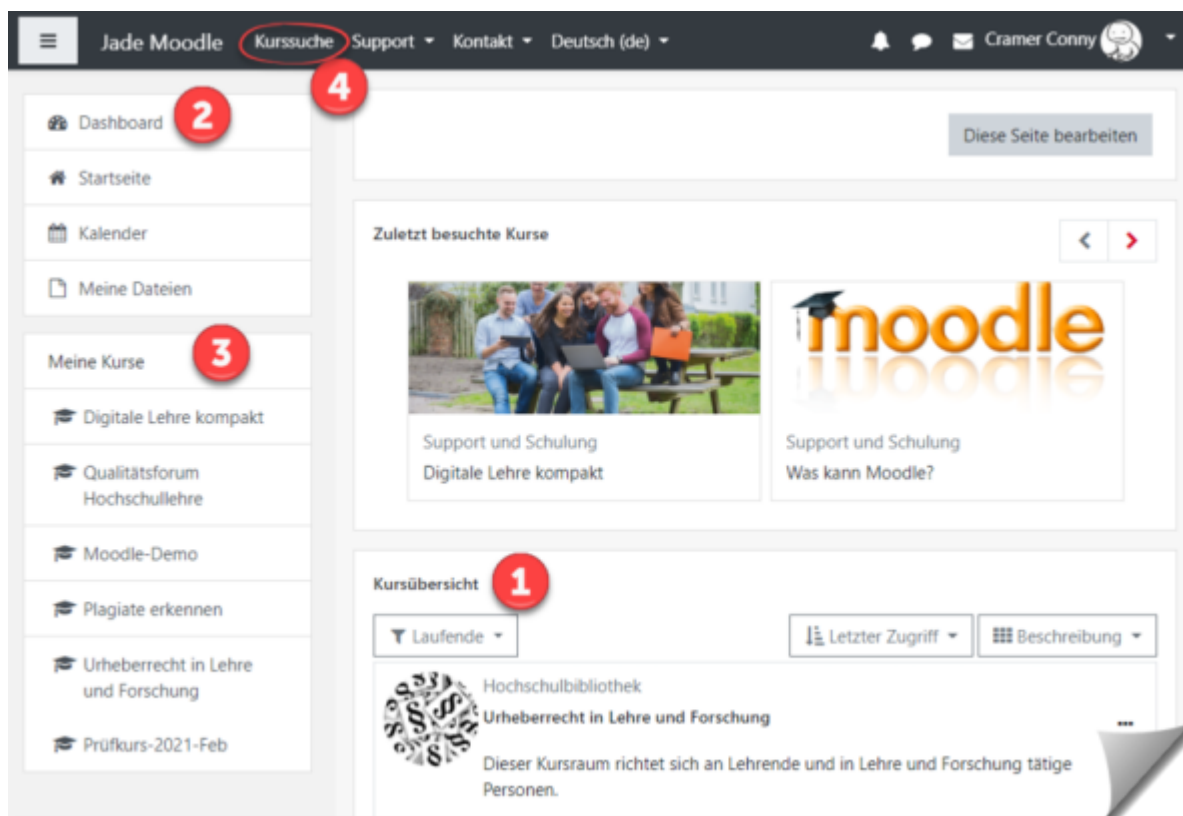 Jade Moodle Kurssuche Support Kontakt Deutsch (de) Cramer Conny
4
Dashboard 2
Startseite
Kalender
Meine Dateien
Meine Kurse 3
Digitale Lehre kompakt
Qualitätsforum
Hochschullehre
Moodle-Demo
Plagiate erkennen
Urheberrecht in Lehre
und Forschung
Prüfkurs-2021-Feb
Diese Seite bearbeiten
Zuletzt besuchte Kurse
Support und Schulung
Digitale Lehre kompakt
moodle
Support und Schulung
Was kann Moodle?
Kursübersicht 1
Laufende Letzter Zugriff Beschreibung
Hochschulbibliothek
Urheberrecht in Lehre und Forschung
...
Dieser Kursraum richtet sich an Lehrende und in Lehre und Forschung tätige
Personen.